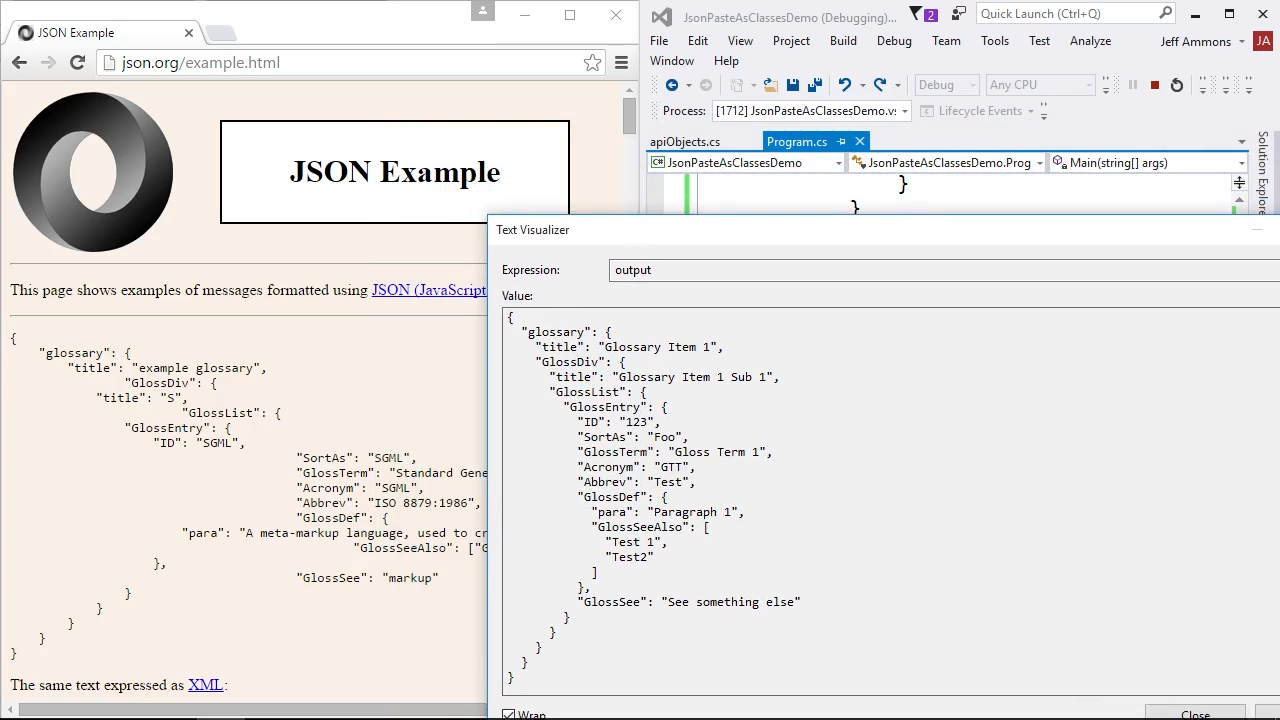 JSON Example
json.org/example.html
JSON Example
This page shows examples of messages formatted using JSON (JavaScript
{
"glossary": {
"title": "example glossary",
"GlossDiv": {
"title": "S",
"GlossList": {
"GlossEntry": {
"ID": "SGML",
"SortAs": "SGML",
"GlossTerm": "Standard Gene
"Acronym": "SGML",
"Abbrev": "ISO 8879:1986",
"GlossDef": {
"para": "A meta-markup language, used to cr
"GlossSeeAlso": ["G
},
"GlossSee": "markup"
}
}
}
}
}
The same text expressed as XML:
JsonPasteAsClassesDemo (Debugging)...
2
Quick Launch (Ctrl+Q)
File Edit View Project Build Debug Team Tools Test Analyze
Jeff Ammons JA
Window Help
Debug Any CPU
Process: [1712] JsonPasteAsClassesDemo.vs Lifecycle Events
apiObjects.cs Program.cs
JsonPasteAsClassesDemo JsonPasteAsClassesDemo.Prog Main(string[] args)
}
}
Solution Explorer
Text Visualizer
Expression: output
Value:
{
"glossary": {
"title": "Glossary Item 1",
"GlossDiv": {
"title": "Glossary Item 1 Sub 1",
"GlossList": {
"GlossEntry": {
"ID": "123",
"SortAs": "Foo",
"GlossTerm": "Gloss Term 1",
"Acronym": "GTT",
"Abbrev": "Test",
"GlossDef": {
"para": "Paragraph 1",
"GlossSeeAlso": [
"Test 1",
"Test2"
]
},
"GlossSee": "See something else"
}
}
}
}
}
Wrap
Close